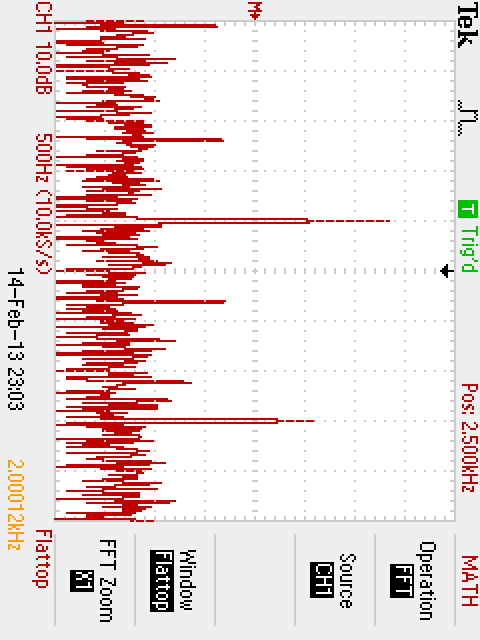 Tek T Trig'd Pos: 2.500kHz MATH
Operation
FFT
Source
CH1
Window
Flattop
FFT Zoom
X1
M
CH1 10.0dB 500Hz (10.0kS/s) Flattop
14-Feb-13 23:03 2.00012kHz